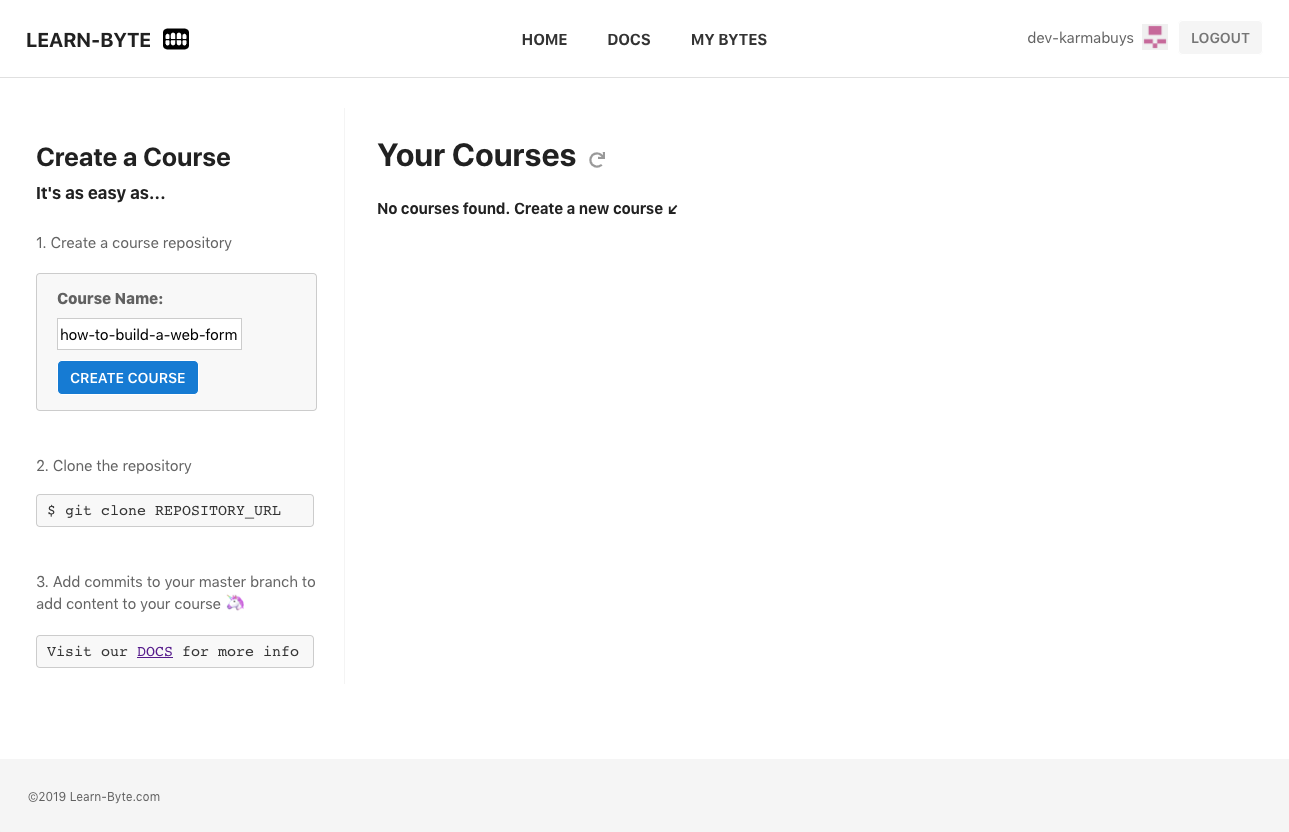 LEARN-BYTE
HOME DOCS MY BYTES
dev-karmabuys LOGOUT
Create a Course
It's as easy as...
1. Create a course repository
Course Name:
how-to-build-a-web-form
CREATE COURSE
2. Clone the repository
$ git clone REPOSITORY_URL
3. Add commits to your master branch to
add content to your course 🦄
Visit our DOCS for more info
Your Courses
No courses found. Create a new course ↙
©2019 Learn-Byte.com